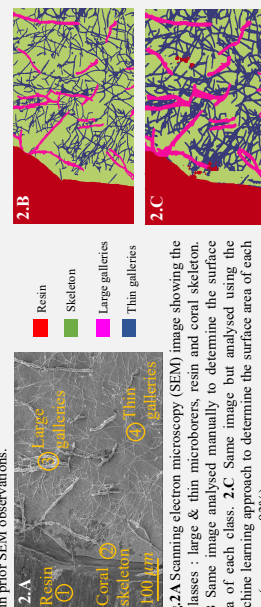 in prior SEM observations.
2.A
Resin
①
③ Large
galleries
Coral ②
skeleton
④ Thin
galleries
100 µm
Resin
Skeleton
Large galleries
Thin galleries
2.B
2.C
.2A Scanning electron microscopy (SEM) image showing the
lasses : large & thin microborers, resin and coral skeleton.
Same image analysed manually to determine the surface
a of each class. 2.C Same image but analysed using the
chine learning approach to determine the surface area of each